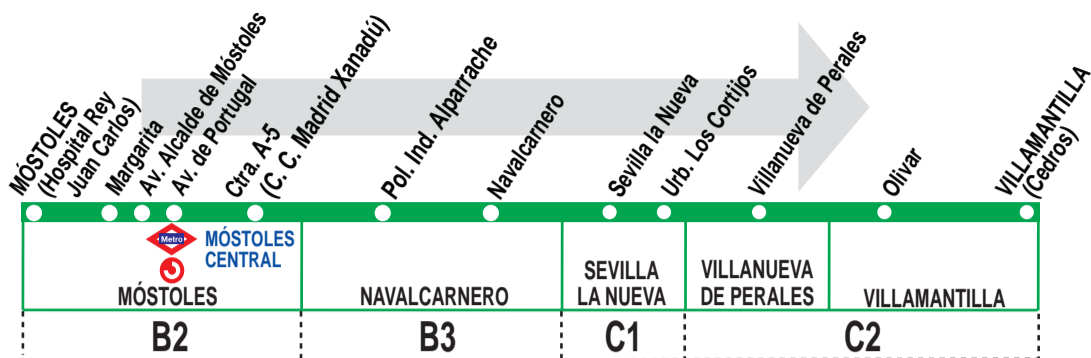 MÓSTOLES
(Hospital Rey
Juan Carlos)
Margarita
Av. Alcalde de Móstoles
Av. de Portugal
Ctra. A-5
(C. C. Madrid Xanadú)
Pol. Ind. Alparrache
Navalcarnero
Sevilla la Nueva
Urb. Los Cortijos
Villanueva de Perales
Olivar
VILLAMANTILLA
(Cedros)
Metro
MÓSTOLES
CENTRAL
MÓSTOLES
NAVALCARNERO
SEVILLA
LA NUEVA
VILLANUEVA
DE PERALES
VILLAMANTILLA
B2
B3
C1
C2